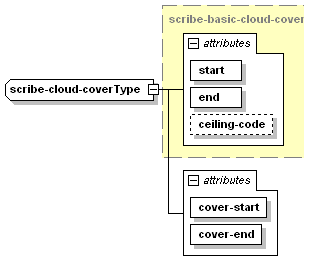 scribe-basic-cloud-cover
attributes
start
end
ceiling-code
scribe-cloud-coverType
attributes
cover-start
cover-end